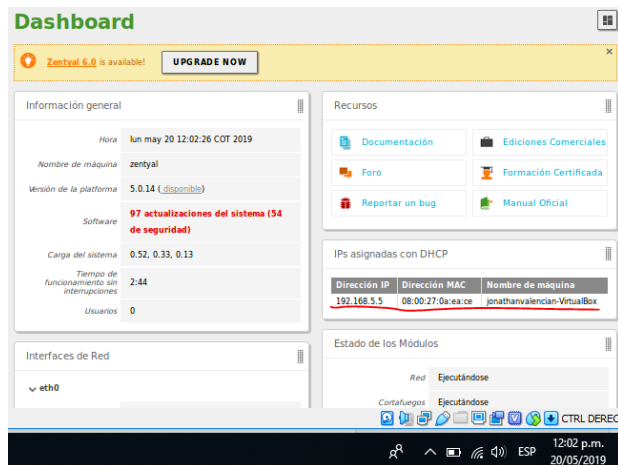 Dashboard
Zentyal 6.0 is available! UPGRADE NOW ×
Información general
Hora lun may 20 12:02:26 COT 2019
Nombre de máquina zentyal
Versión de la plataforma 5.0.14 ( disponible)
Software 97 actualizaciones del sistema (54
de seguridad)
Carga del sistema 0.52, 0.33, 0.13
Tiempo de
funcionamiento sin
interrupciones
2:44
Usuarios 0
Interfaces de Red
eth0
Recursos
Documentación Ediciones Comerciales
Foro Formación Certificada
Reportar un bug Manual Oficial
IPs asignadas con DHCP
Dirección IP Dirección MAC Nombre de máquina
192.168.5.5 08:00:27:0a:ea:ce jonathanvalencian-VirtualBox
Estado de los Módulos
Red Ejecutándose
Cortafuegos Ejecutándose
CTRL DEREC
ESP 12:02 p.m.
20/05/2019